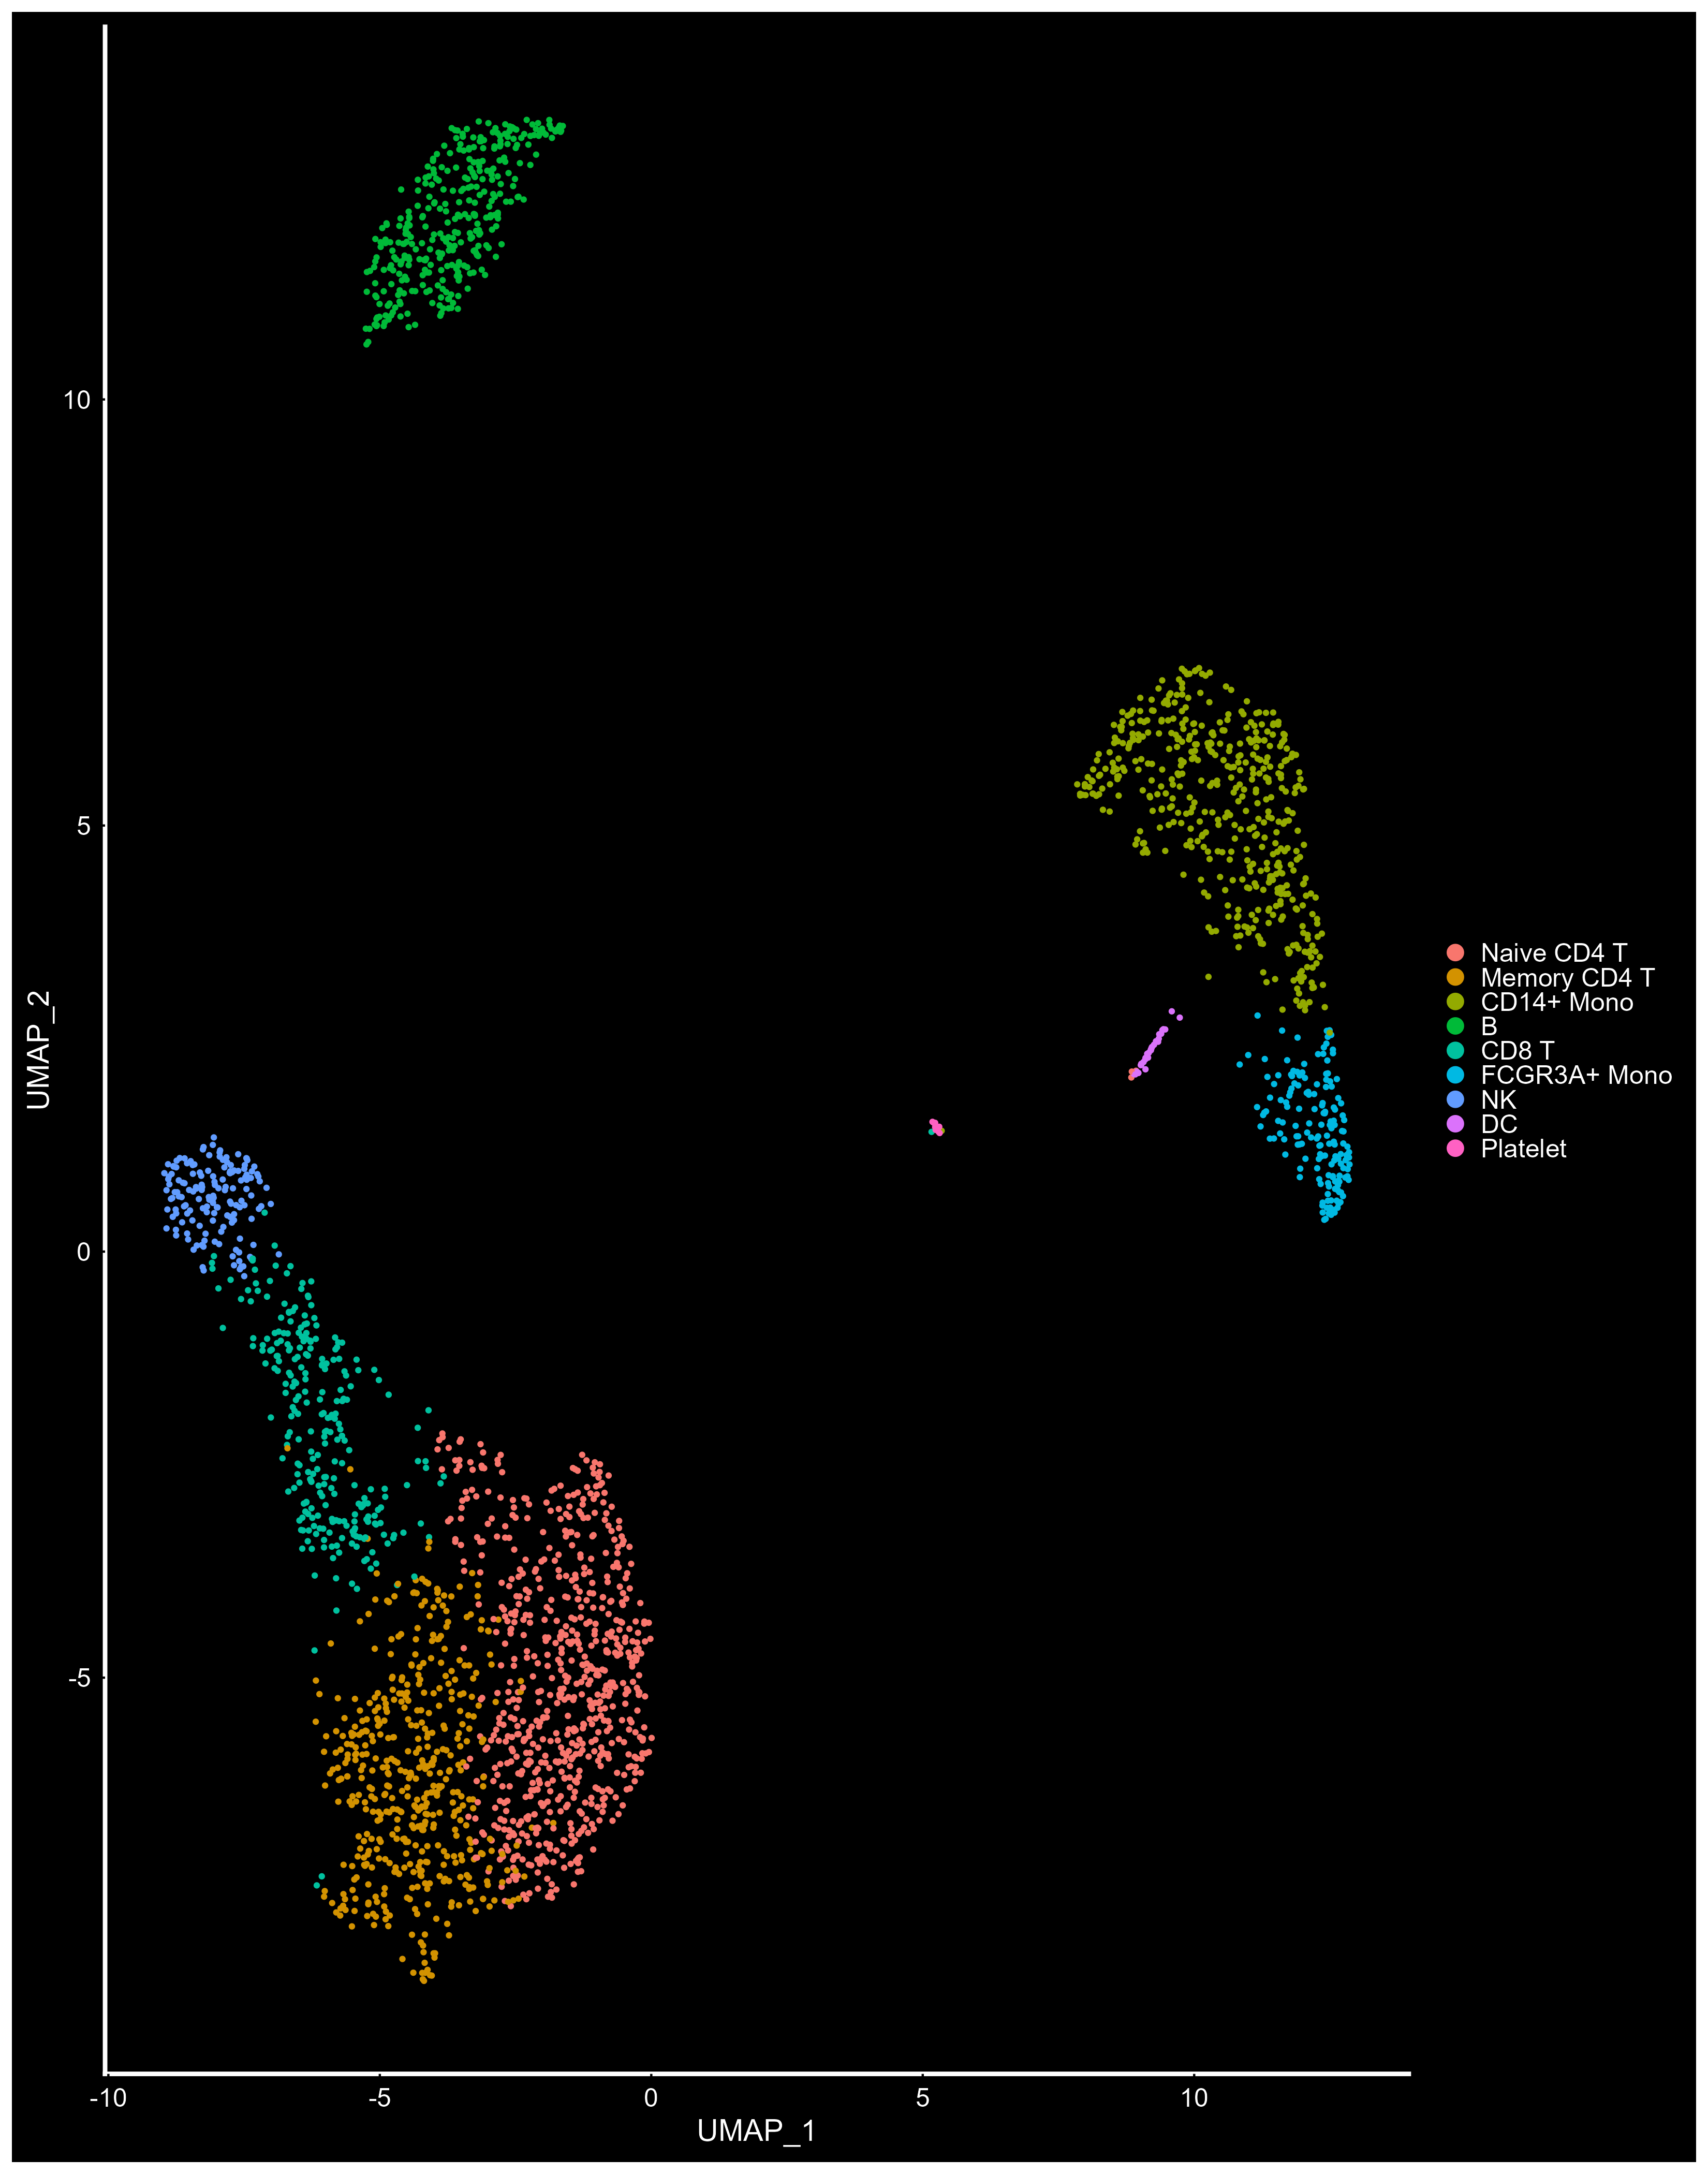 10
5
0
-5
UMAP_2
-10
-5
0
5
10
UMAP_1
Naive CD4 T
Memory CD4 T
CD14+ Mono
B
CD8 T
FCGR3A+ Mono
NK
DC
Platelet